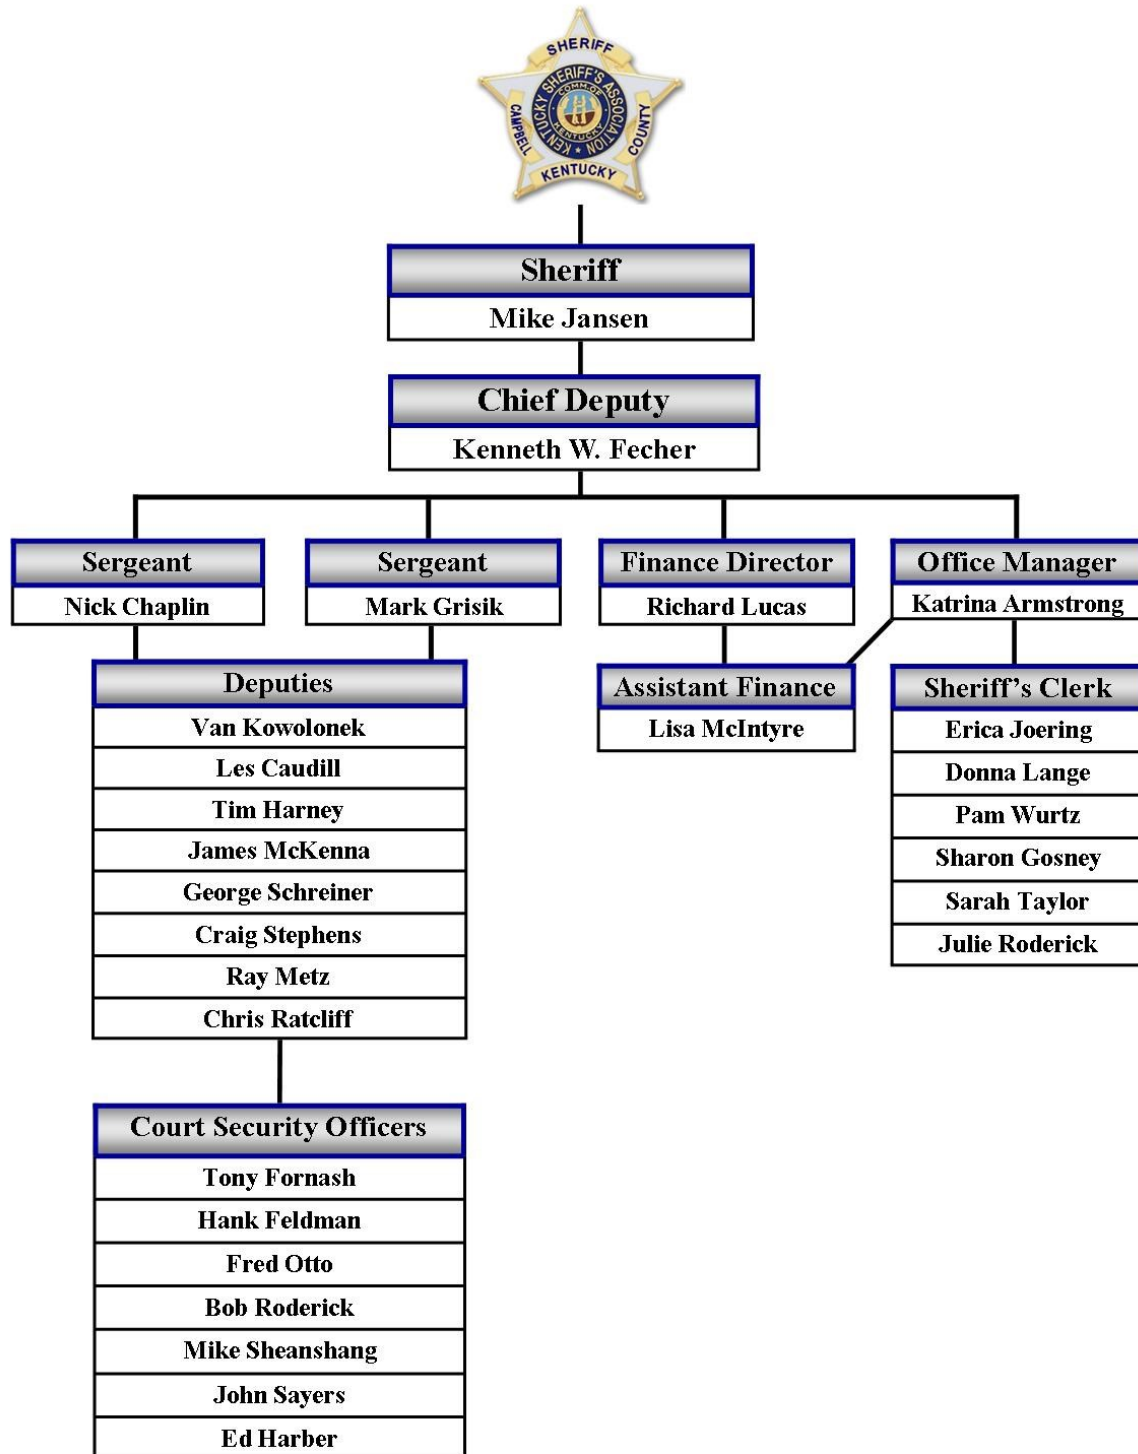 SHERIFF
KENTUCKY SHERIFF'S ASSOCIATION
COMM. OF
KENTUCKY
CAMPBELL
COUNTY
KENTUCKY
Sheriff
Mike Jansen
Chief Deputy
Kenneth W. Fecher
Sergeant
Nick Chaplin
Sergeant
Mark Grisik
Finance Director
Richard Lucas
Office Manager
Katrina Armstrong
Deputies
Van Kowolonek
Les Caudill
Tim Harney
James McKenna
George Schreiner
Craig Stephens
Ray Metz
Chris Ratcliff
Assistant Finance
Lisa McIntyre
Sheriff’s Clerk
Erica Joering
Donna Lange
Pam Wurtz
Sharon Gosney
Sarah Taylor
Julie Roderick
Court Security Officers
Tony Fornash
Hank Feldman
Fred Otto
Bob Roderick
Mike Sheanshang
John Sayers
Ed Harber